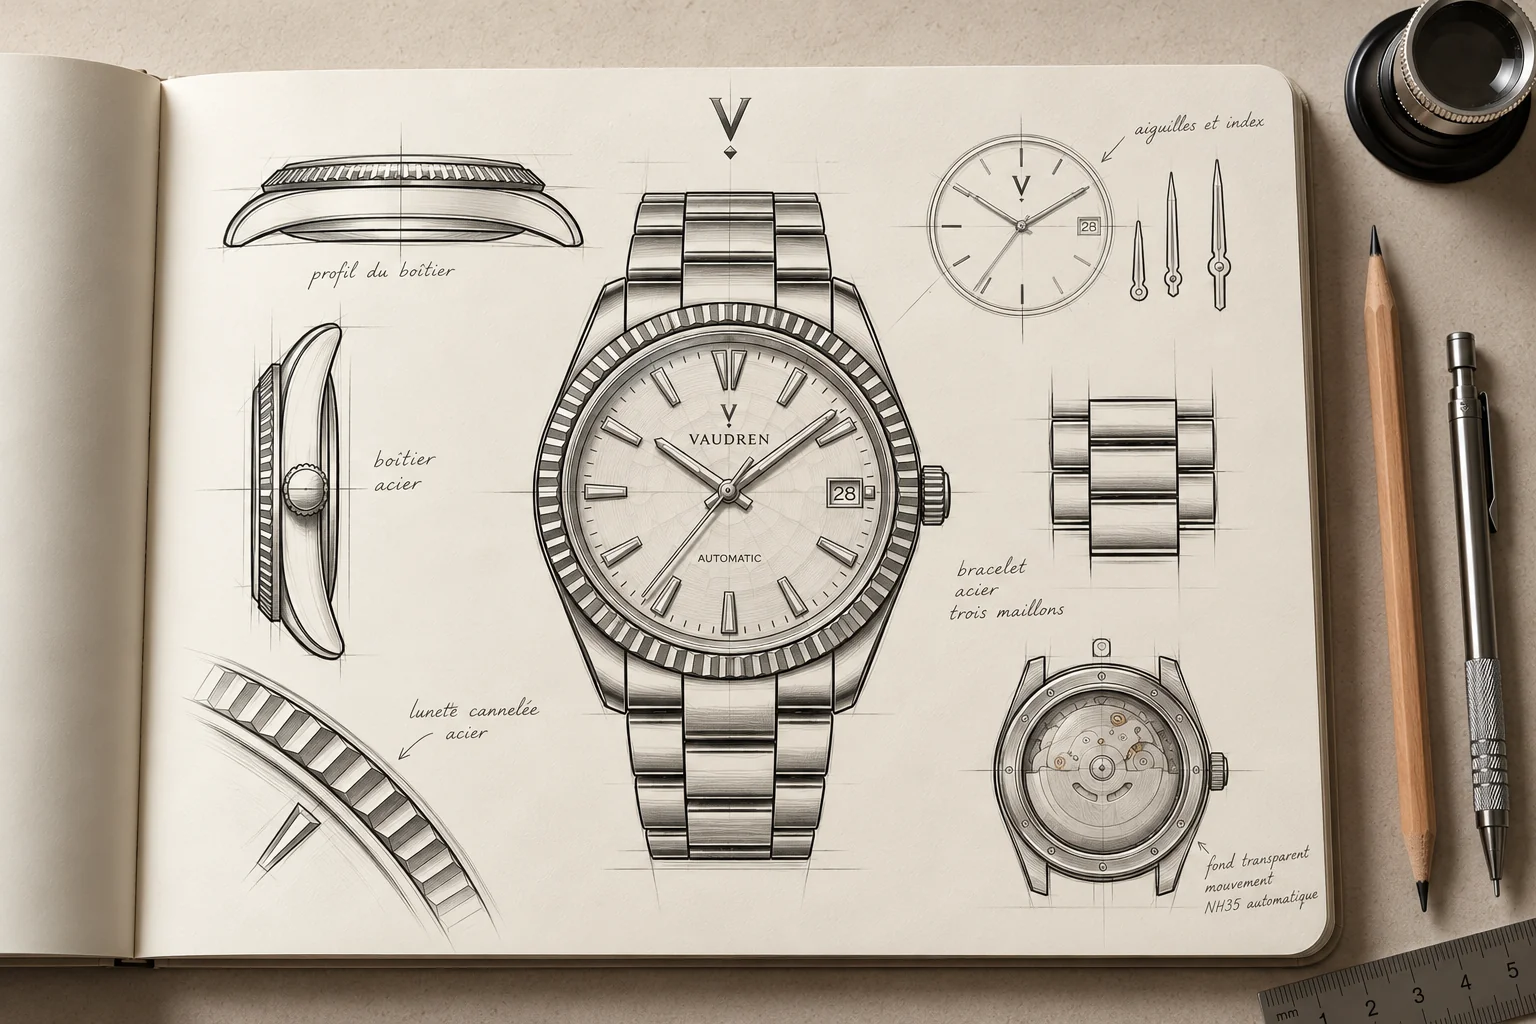 V
aiguilles et index
V
28
profil du boîtier
V
VAUDREN
28
AUTOMATIC
boîtier
acier
bracelet
acier
trois maillons
lunette cannelée
acier
fond transparent
mouvement
NH35 automatique
mm 1 2 3 4 5